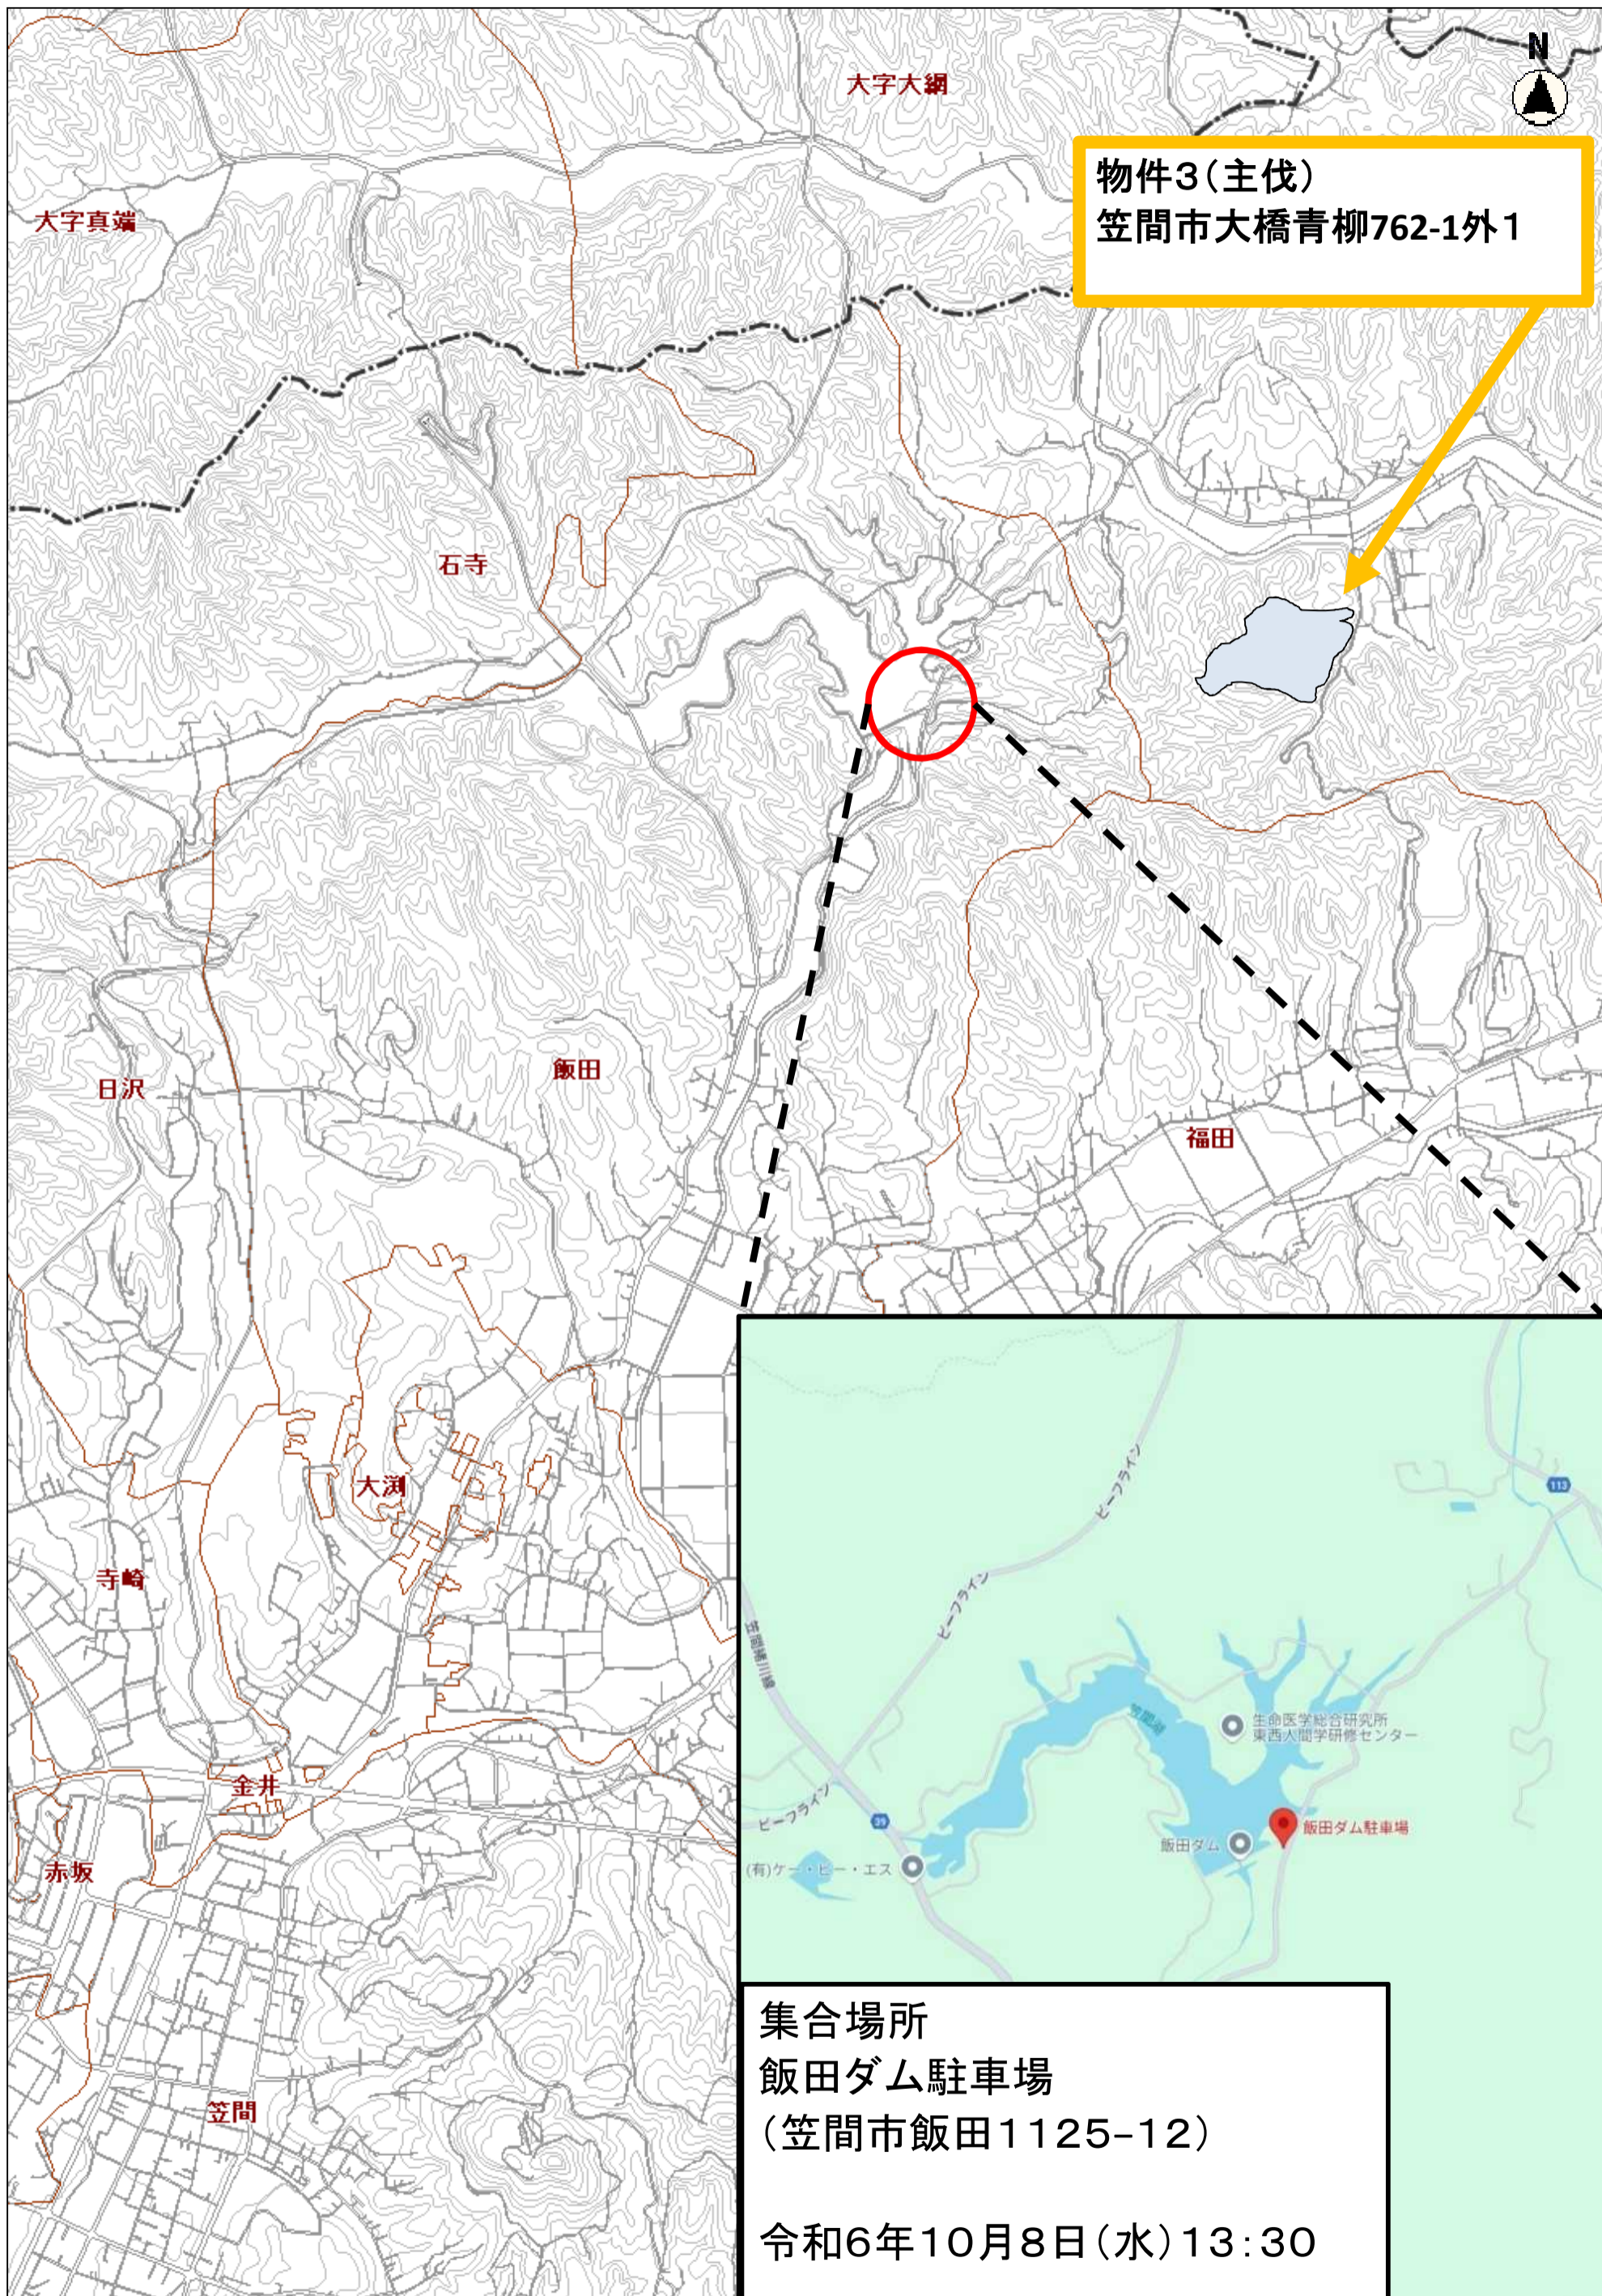 N
大字大網
物件3(主伐)
笠間市大橋青柳762-1外1
大字真端
石寺
飯田
日沢
福田
大渕
寺崎
金井
赤坂
笠間
ビーフライン
113
ビーフライン
笠間湖
生命医学総合研究所
東西人間学研修センター
ビーフライン
39
飯田ダム駐車場
飯田ダム
(有)ケー・ビー・エス
集合場所
飯田ダム駐車場
(笠間市飯田1125-12)
令和6年10月8日(水)13:30